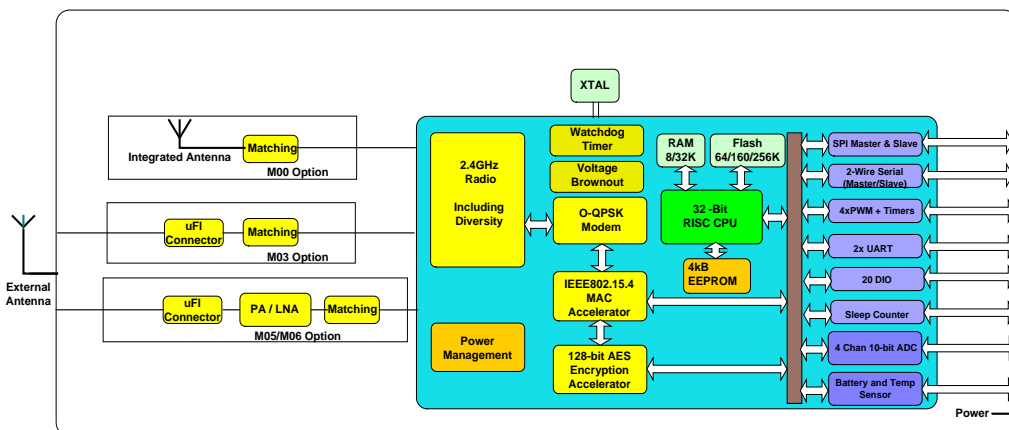 XTAL
Integrated Antenna
Matching
M00 Option
uFl
Connector
Matching
M03 Option
External
Antenna
uFl
Connector
PA / LNA
Matching
M05/M06 Option
2.4GHz
Radio
Including
Diversity
Power
Management
Watchdog
Timer
Voltage
Brownout
O-QPSK
Modem
IEEE802.15.4
MAC
Accelerator
128-bit AES
Encryption
Accelerator
RAM
8/32K
Flash
64/160/256K
32 -Bit
RISC CPU
4kB
EEPROM
SPI Master & Slave
2-Wire Serial
(Master/Slave)
4xPWM + Timers
2x UART
20 DIO
Sleep Counter
4 Chan 10-bit ADC
Battery and Temp
Sensor
Power